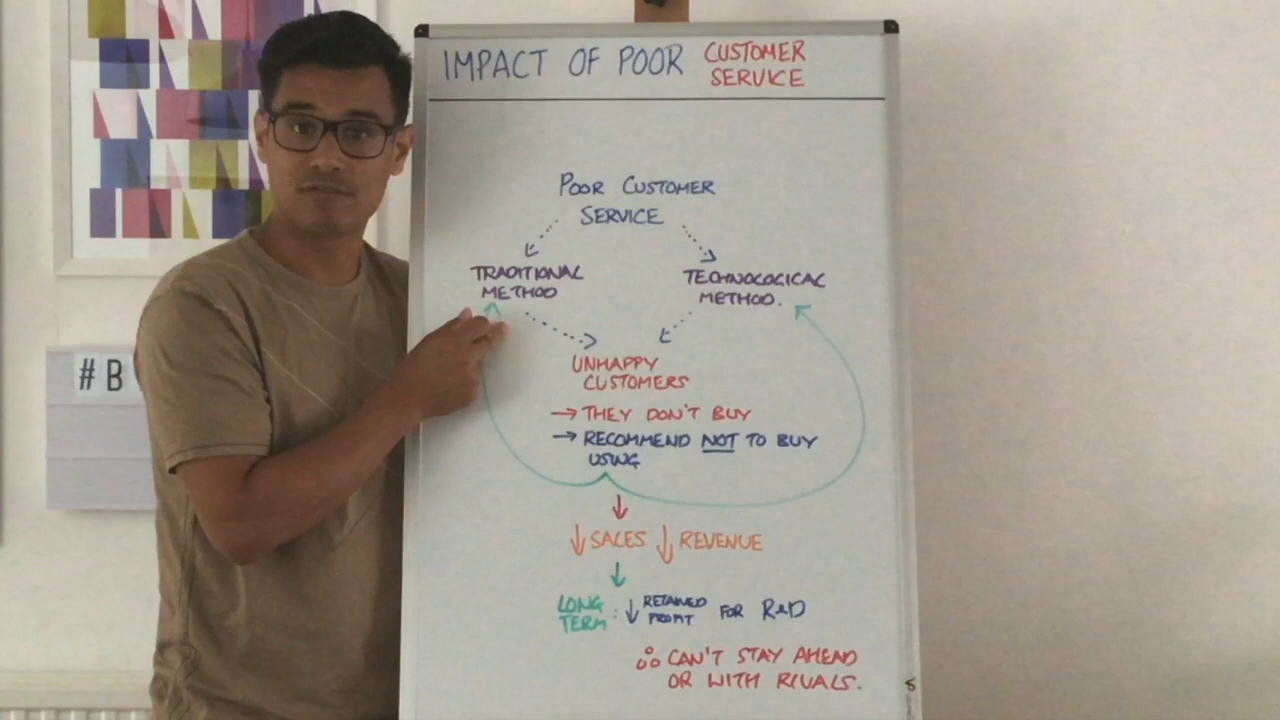 IMPACT OF POOR CUSTOMER
SERVICE
POOR CUSTOMER
SERVICE
TRADITIONAL
METHOD
TECHNOLOGICAL
METHOD.
UNHAPPY
CUSTOMERS
→ THEY DON'T BUY
→ RECOMMEND NOT TO BUY
USING
↓ SALES ↓ REVENUE
LONG
TERM : ↓ RETAINED
PROFIT FOR R&D
∴ CAN'T STAY AHEAD
OR WITH RIVALS.
#B
8